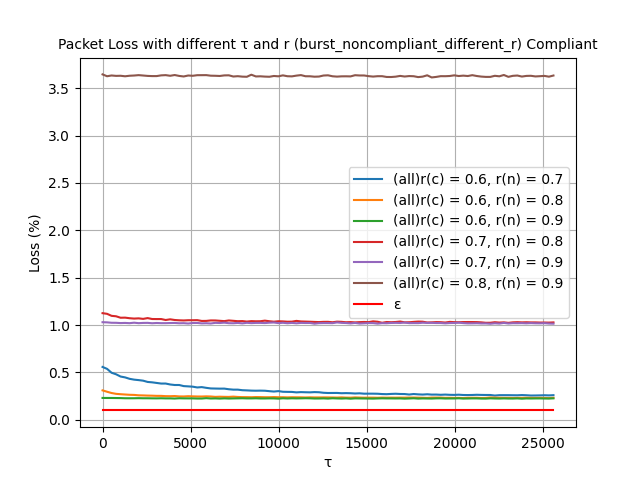 Packet Loss with different τ and r (burst_noncompliant_different_r) Compliant
3.5
3.0
2.5
2.0
1.5
1.0
0.5
0.0
Loss (%)
(all)r(c) = 0.6, r(n) = 0.7
(all)r(c) = 0.6, r(n) = 0.8
(all)r(c) = 0.6, r(n) = 0.9
(all)r(c) = 0.7, r(n) = 0.8
(all)r(c) = 0.7, r(n) = 0.9
(all)r(c) = 0.8, r(n) = 0.9
ε
0 5000 10000 15000 20000 25000
τ